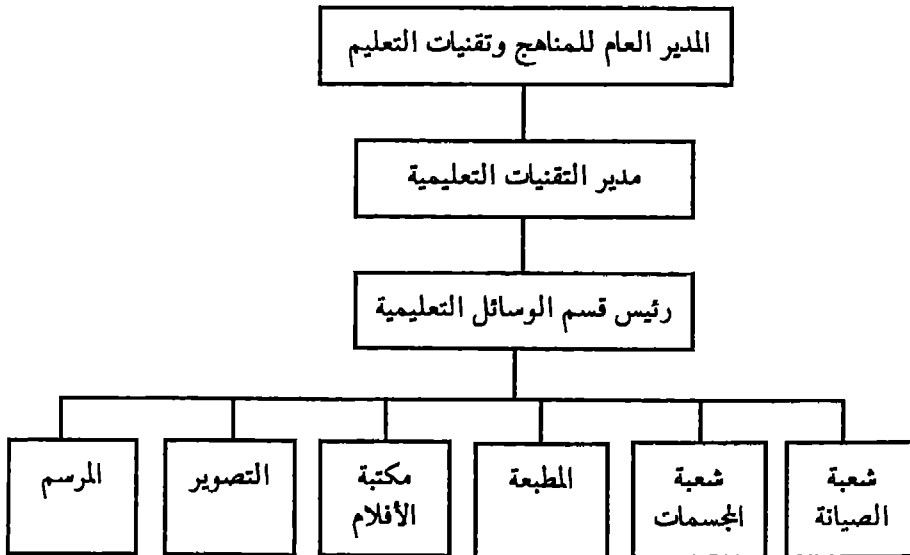 المدير العام للمناهج وتقنيات التعليم
مدير التقنيات التعليمية
رئيس قسم الوسائل التعليمية
شعبة
الصيانة
شعبة
المجسمات
المطبعة
مكتبة
الأفلام
التصوير
المرسم